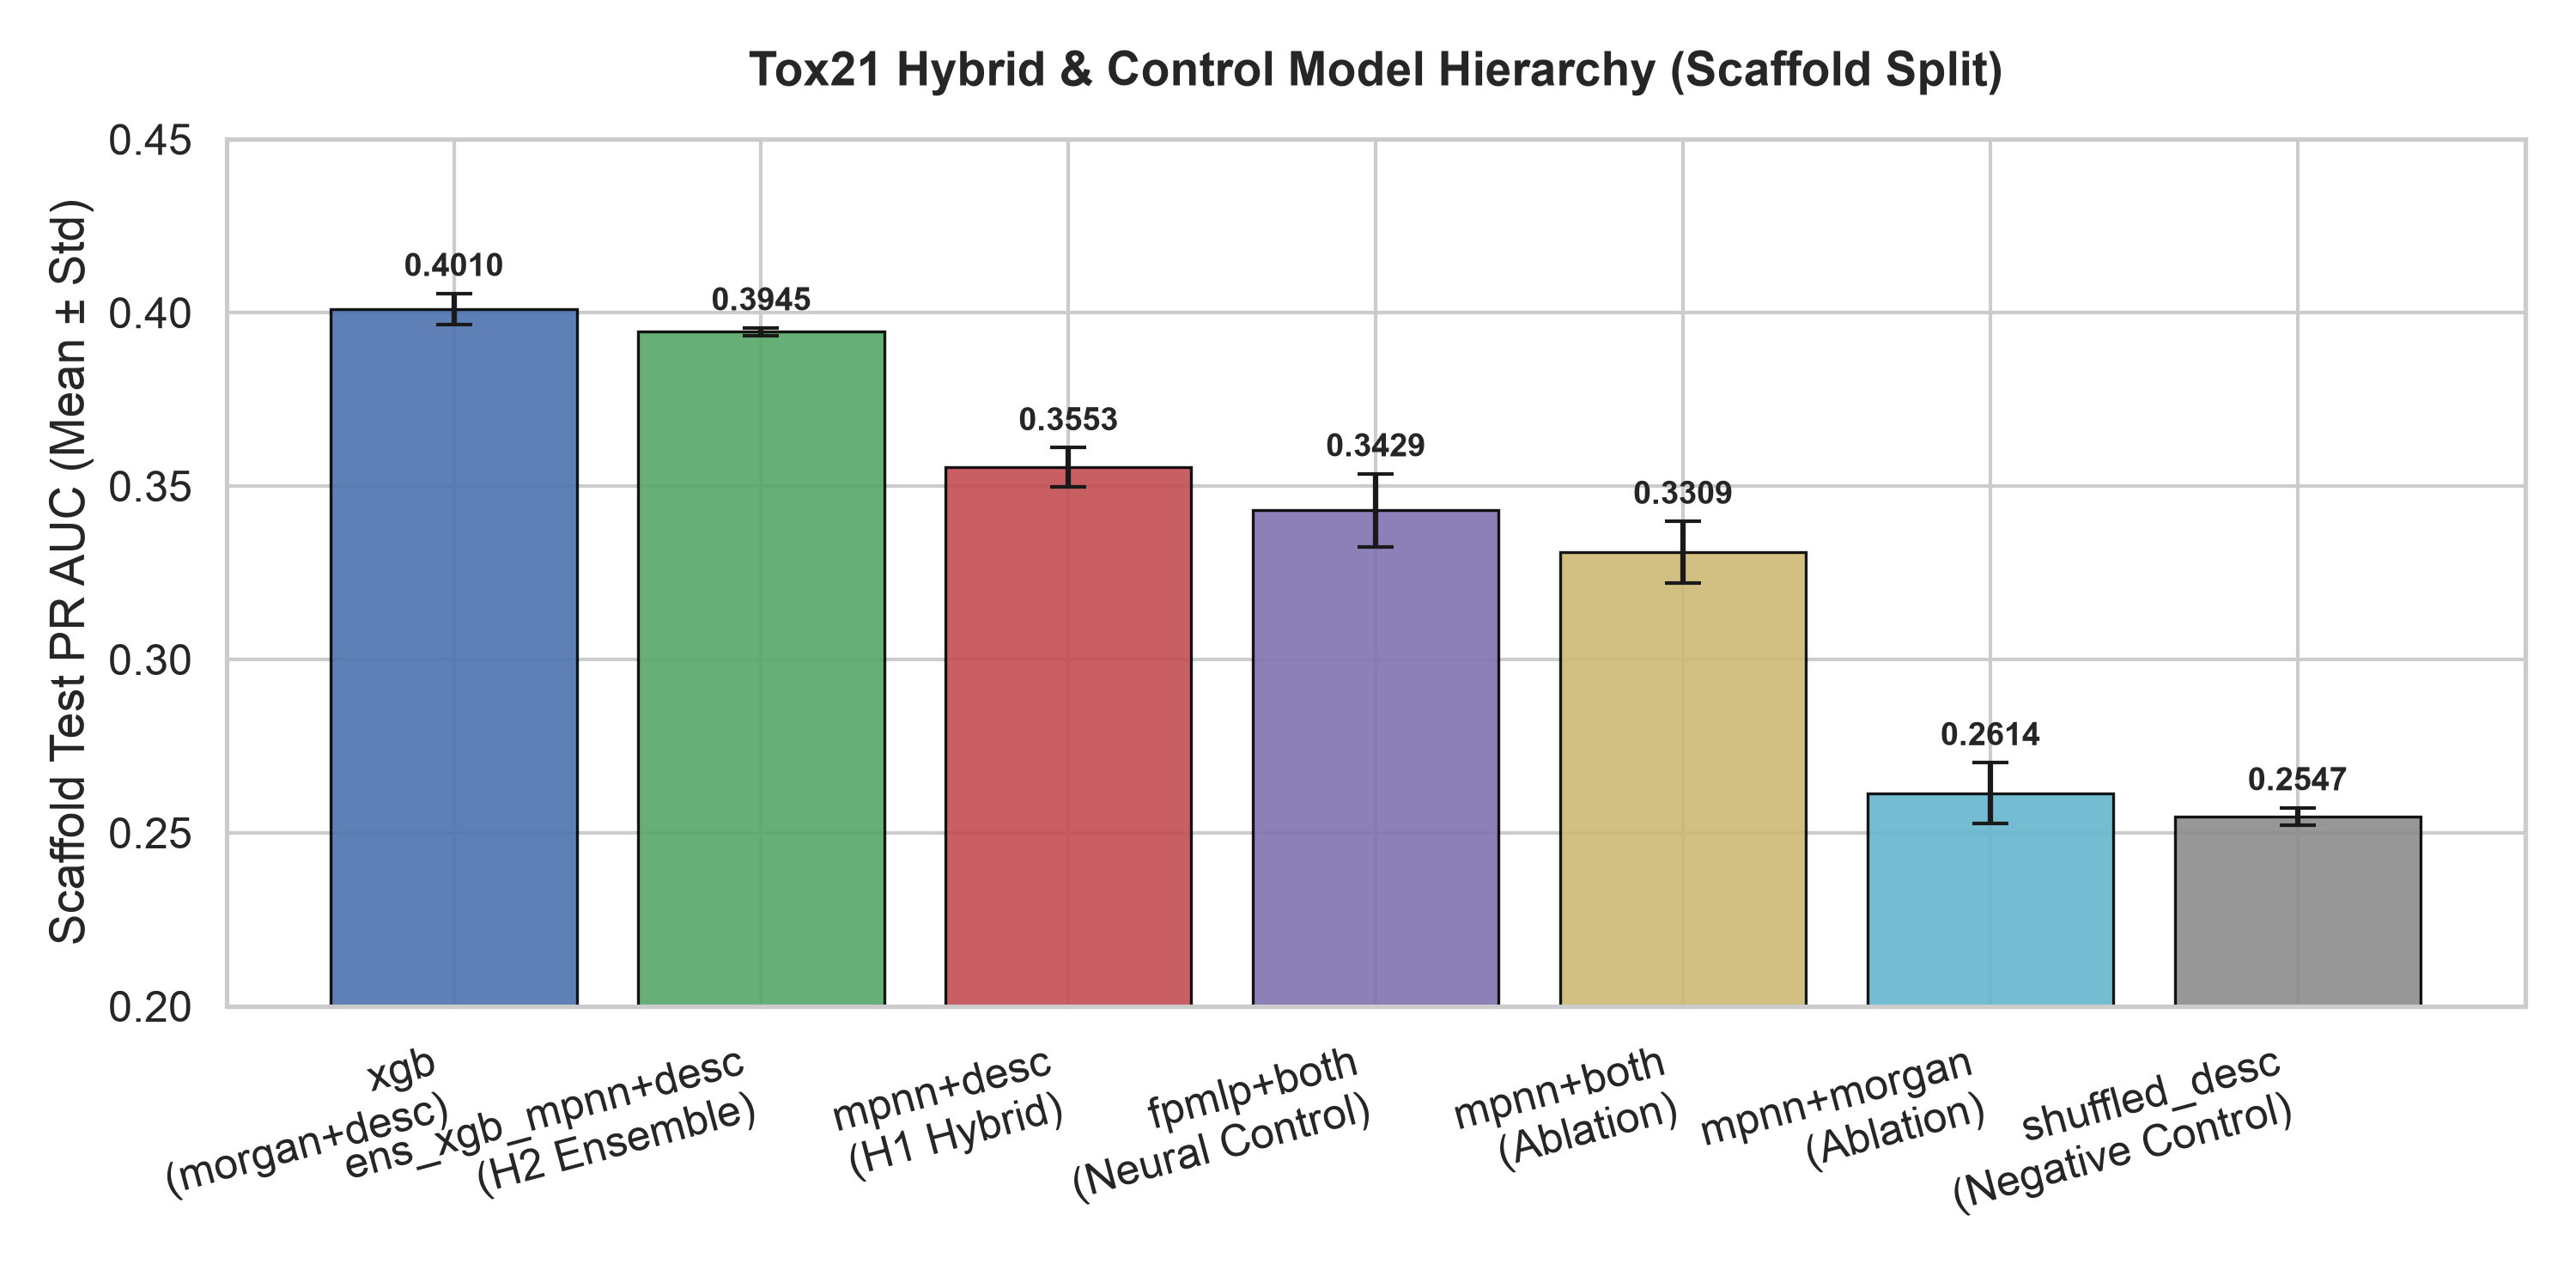 Tox21 Hybrid & Control Model Hierarchy (Scaffold Split)
Scaffold Test PR AUC (Mean ± Std)
0.45
0.40
0.35
0.30
0.25
0.20
0.4010
0.3945
0.3553
0.3429
0.3309
0.2614
0.2547
xgb
(morgan+desc)
ens_xgb_mpnn+desc
(H2 Ensemble)
mpnn+desc
(H1 Hybrid)
fpmlp+both
(Neural Control)
mpnn+both
(Ablation)
mpnn+morgan
(Ablation)
shuffled_desc
(Negative Control)